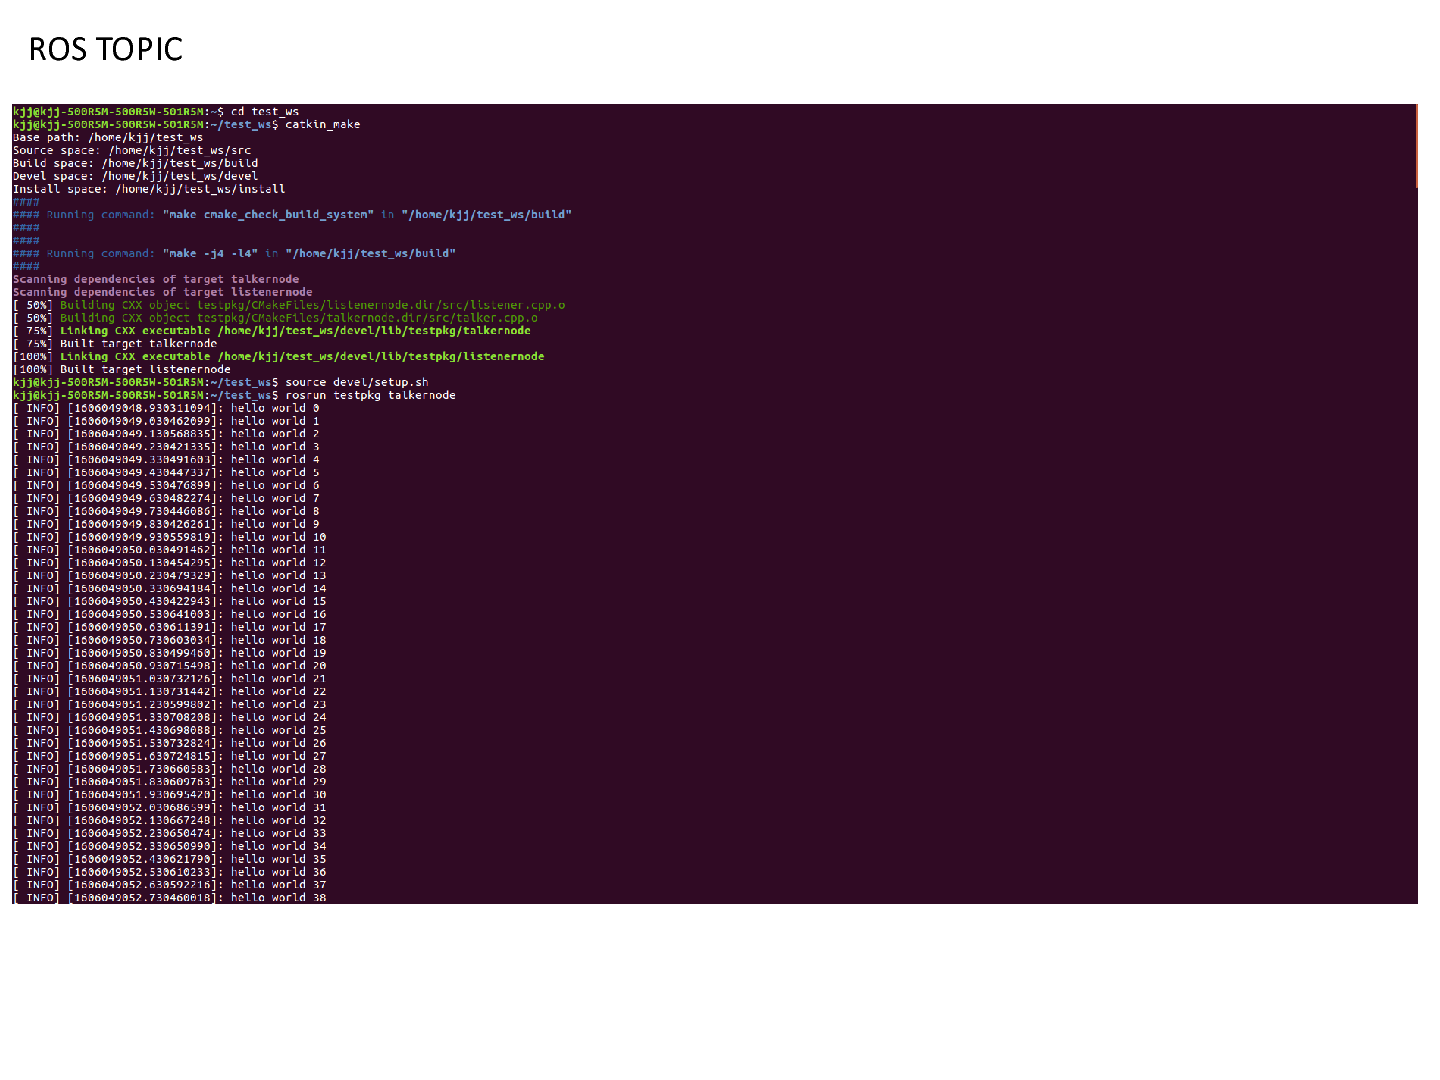 ROS TOPIC
kjj@kjj-500R5M-500R5W-501R5M:~$ cd test_ws
kjj@kjj-500R5M-500R5W-501R5M:~/test_ws$ catkin_make
Base path: /home/kjj/test_ws
Source space: /home/kjj/test_ws/src
Build space: /home/kjj/test_ws/build
Devel space: /home/kjj/test_ws/devel
Install space: /home/kjj/test_ws/install
####
#### Running command: "make cmake_check_build_system" in "/home/kjj/test_ws/build"
####
####
#### Running command: "make -j4 -l4" in "/home/kjj/test_ws/build"
####
Scanning dependencies of target talkernode
Scanning dependencies of target listenernode
[ 50%] Building CXX object testpkg/CMakeFiles/listenernode.dir/src/listener.cpp.o
[ 50%] Building CXX object testpkg/CMakeFiles/talkernode.dir/src/talker.cpp.o
[ 75%] Linking CXX executable /home/kjj/test_ws/devel/lib/testpkg/talkernode
[ 75%] Built target talkernode
[100%] Linking CXX executable /home/kjj/test_ws/devel/lib/testpkg/listenernode
[100%] Built target listenernode
kjj@kjj-500R5M-500R5W-501R5M:~/test_ws$ source devel/setup.sh
kjj@kjj-500R5M-500R5W-501R5M:~/test_ws$ rosrun testpkg talkernode
[ INFO] [1606049048.930311094]: hello world 0
[ INFO] [1606049049.030462099]: hello world 1
[ INFO] [1606049049.130568835]: hello world 2
[ INFO] [1606049049.230421335]: hello world 3
[ INFO] [1606049049.330491603]: hello world 4
[ INFO] [1606049049.430447337]: hello world 5
[ INFO] [1606049049.530476899]: hello world 6
[ INFO] [1606049049.630482274]: hello world 7
[ INFO] [1606049049.730446086]: hello world 8
[ INFO] [1606049049.830426261]: hello world 9
[ INFO] [1606049049.930559819]: hello world 10
[ INFO] [1606049050.030491462]: hello world 11
[ INFO] [1606049050.130454295]: hello world 12
[ INFO] [1606049050.230479329]: hello world 13
[ INFO] [1606049050.330694184]: hello world 14
[ INFO] [1606049050.430422943]: hello world 15
[ INFO] [1606049050.530641003]: hello world 16
[ INFO] [1606049050.630611391]: hello world 17
[ INFO] [1606049050.730603034]: hello world 18
[ INFO] [1606049050.830499460]: hello world 19
[ INFO] [1606049050.930715498]: hello world 20
[ INFO] [1606049051.030732126]: hello world 21
[ INFO] [1606049051.130731442]: hello world 22
[ INFO] [1606049051.230599802]: hello world 23
[ INFO] [1606049051.330708208]: hello world 24
[ INFO] [1606049051.430698088]: hello world 25
[ INFO] [1606049051.530732824]: hello world 26
[ INFO] [1606049051.630724815]: hello world 27
[ INFO] [1606049051.730660583]: hello world 28
[ INFO] [1606049051.830609763]: hello world 29
[ INFO] [1606049051.930695420]: hello world 30
[ INFO] [1606049052.030686599]: hello world 31
[ INFO] [1606049052.130667248]: hello world 32
[ INFO] [1606049052.230650474]: hello world 33
[ INFO] [1606049052.330650990]: hello world 34
[ INFO] [1606049052.430621790]: hello world 35
[ INFO] [1606049052.530610233]: hello world 36
[ INFO] [1606049052.630592216]: hello world 37
[ INFO] [1606049052.730460018]: hello world 38